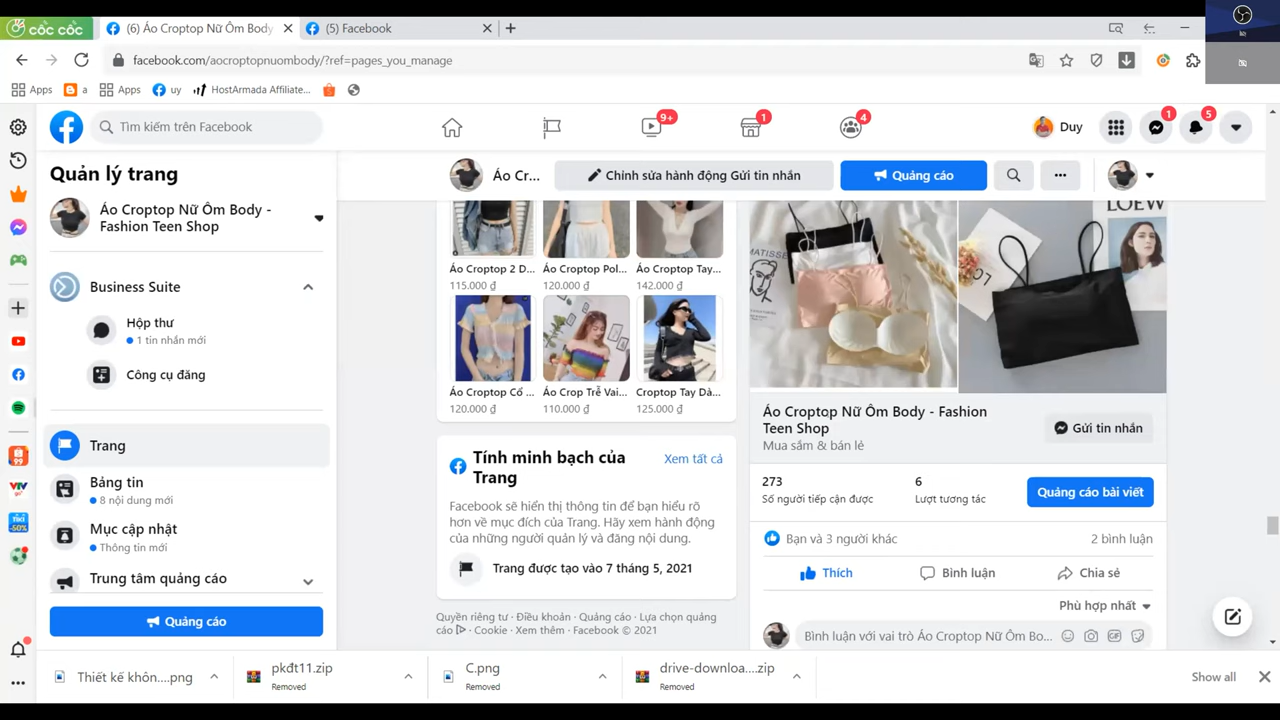 cốc cốc
(6) Áo Croptop Nữ Ôm Body
(5) Facebook
facebook.com/aocroptopnuombody/?ref=pages_you_manage
Apps
a
Apps
uy
HostArmada Affiliate...
Tìm kiếm trên Facebook
9+
1
4
Duy
1
5
Quản lý trang
Áo Croptop Nữ Ôm Body -
Fashion Teen Shop
Business Suite
Hộp thư
1 tin nhắn mới
Công cụ đăng
Trang
Bảng tin
8 nội dung mới
Mục cập nhật
Thông tin mới
Trung tâm quảng cáo
Quảng cáo
Áo Cr...
Chỉnh sửa hành động Gửi tin nhắn
Quảng cáo
Áo Croptop 2 D...
115.000 ₫
Áo Croptop Pol...
120.000 ₫
Áo Croptop Tay...
142.000 ₫
Áo Croptop Cổ ...
120.000 ₫
Áo Crop Trễ Vai...
110.000 ₫
Croptop Tay Dà...
125.000 ₫
Tính minh bạch của
Trang
Xem tất cả
Facebook sẽ hiển thị thông tin để bạn hiểu rõ
hơn về mục đích của Trang. Hãy xem hành động
của những người quản lý và đăng nội dung.
Trang được tạo vào 7 tháng 5, 2021
Quyền riêng tư · Điều khoản · Quảng cáo · Lựa chọn quảng
cáo · Cookie · Xem thêm · Facebook © 2021
MATISSE
LOEW
Áo Croptop Nữ Ôm Body - Fashion
Teen Shop
Mua sắm & bán lẻ
Gửi tin nhắn
273
Số người tiếp cận được
6
Lượt tương tác
Quảng cáo bài viết
Bạn và 3 người khác
2 bình luận
Thích
Bình luận
Chia sẻ
Phù hợp nhất
Bình luận với vai trò Áo Croptop Nữ Ôm Bo...
GIF
99
VTV
go
TIKI
-50%
Thiết kế khôn....png
pkđt11.zip
Removed
C.png
Removed
drive-downloa....zip
Removed
Show all